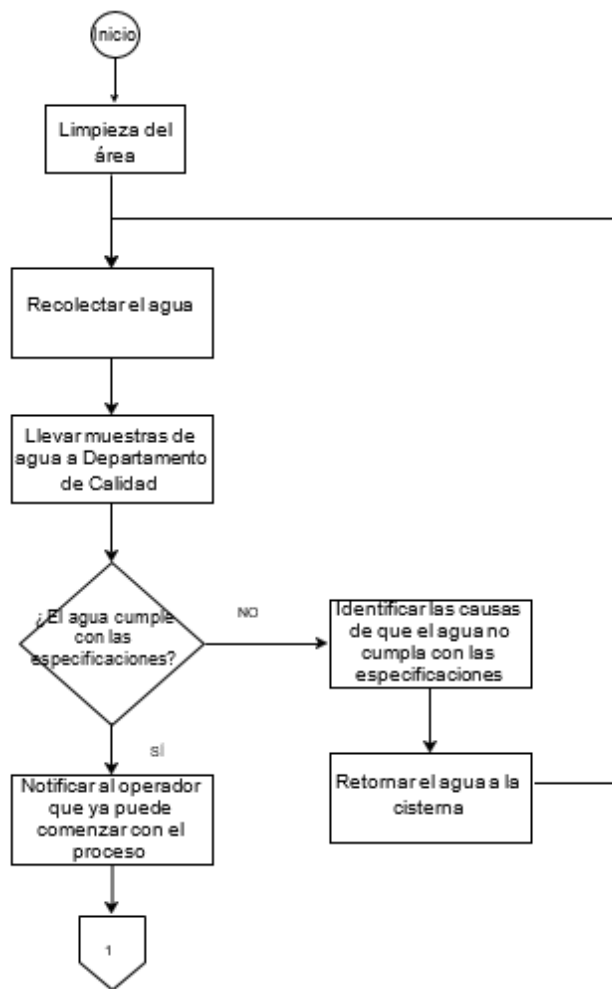 Inicio
Limpieza del
área
Recolectar el agua
Llevar muestras de
agua a Departamento
de Calidad
¿El agua cumple
con las
especificaciones?
NO
Identificar las causas
de que el agua no
cumpla con las
especificaciones
SÍ
Notificar al operador
que ya puede
comenzar con el
proceso
Retornar el agua a la
cisterna
1